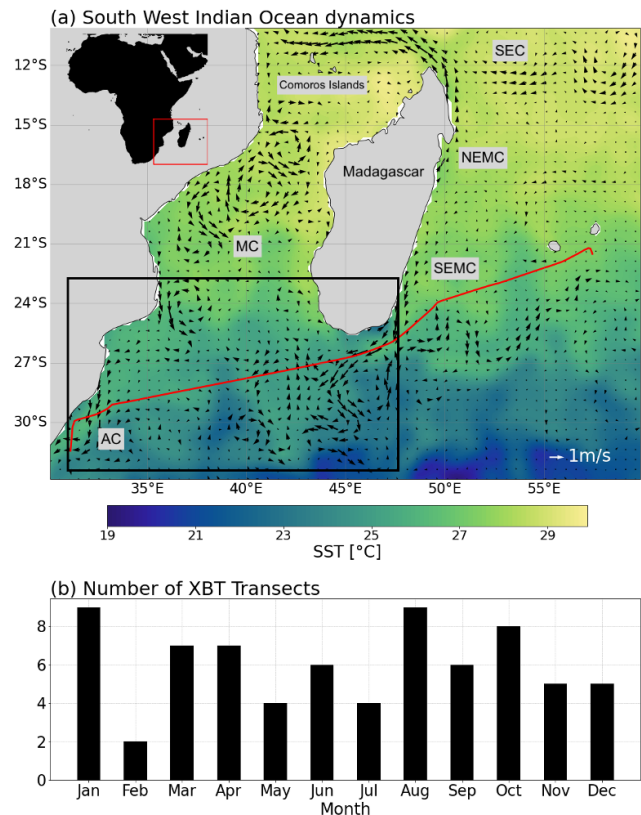 (a) South West Indian Ocean dynamics
SEC
12°S
Comoros Islands
15°S
NEMC
Madagascar
18°S
MC
21°S
SEMC
24°S
27°S
30°S
AC
1m/s
35°E 40°E 45°E 50°E 55°E
19 21 23 25 27 29
SST [°C]
(b) Number of XBT Transects
8
6
4
2
0
Jan Feb Mar Apr May Jun Jul Aug Sep Oct Nov Dec
Month